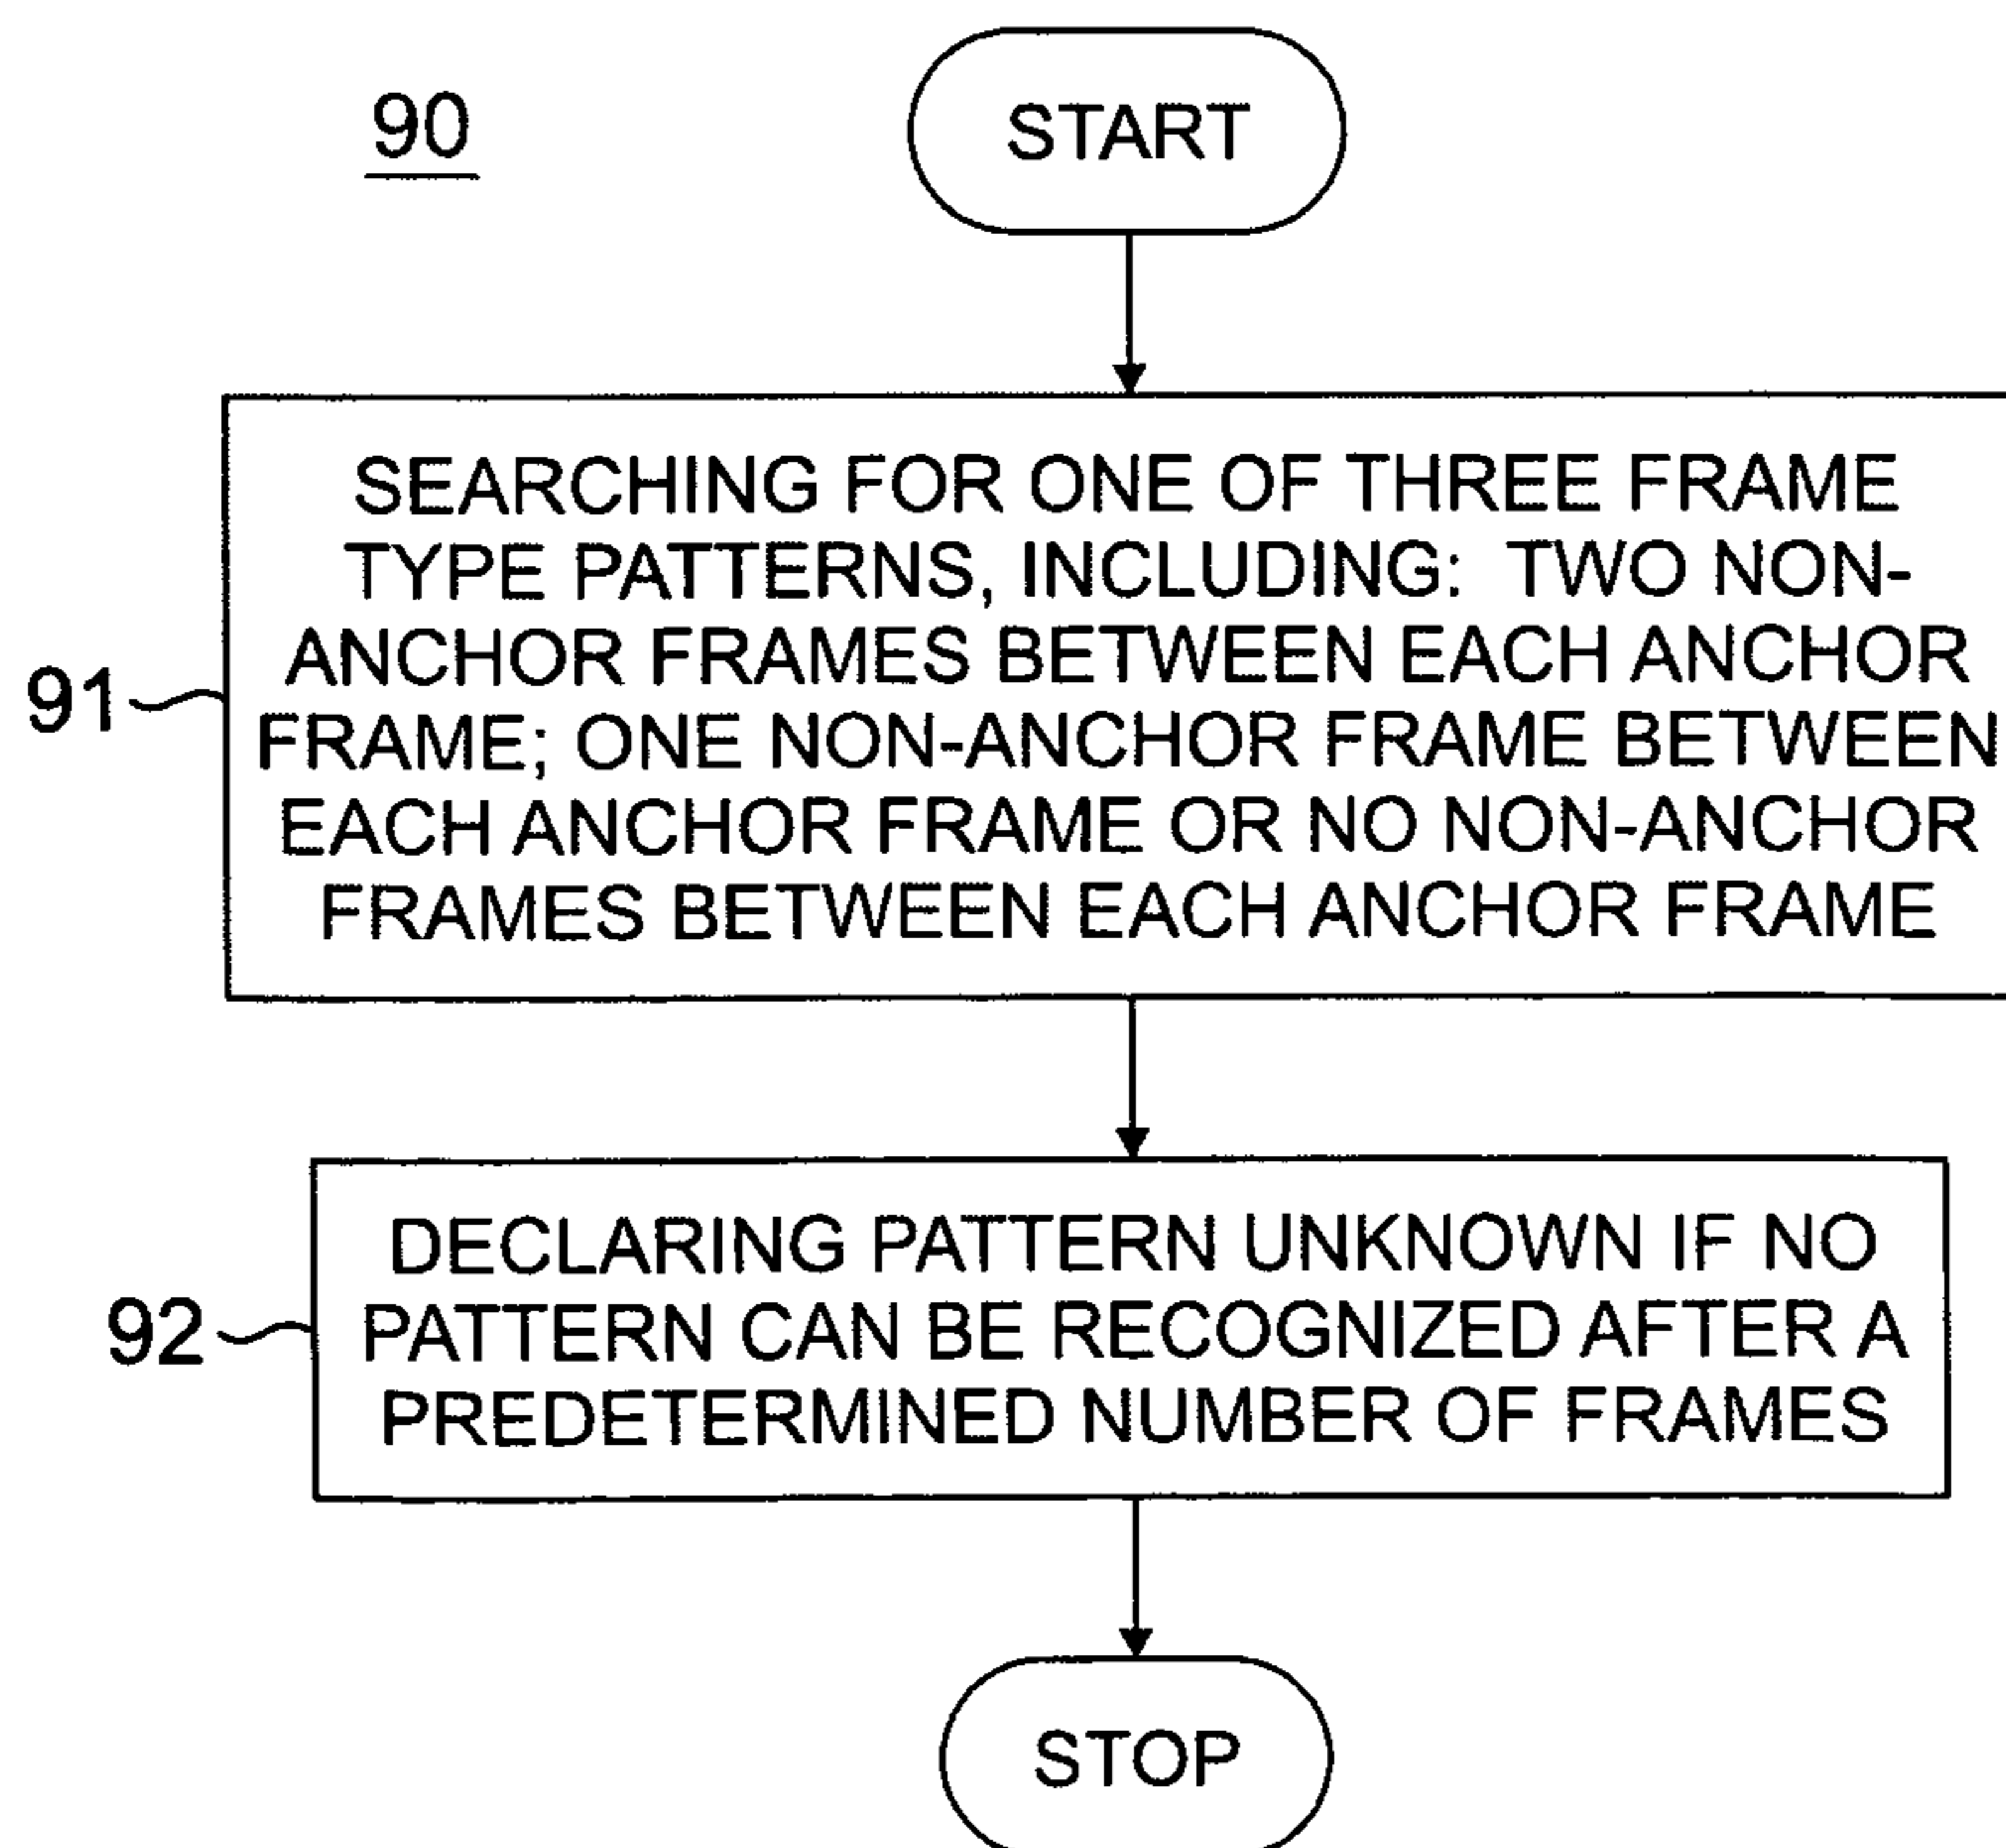 90
START
SEARCHING FOR ONE OF THREE FRAME
TYPE PATTERNS, INCLUDING: TWO NON-
ANCHOR FRAMES BETWEEN EACH ANCHOR
91
FRAME; ONE NON-ANCHOR FRAME BETWEEN
EACH ANCHOR FRAME OR NO NON-ANCHOR
FRAMES BETWEEN EACH ANCHOR FRAME
DECLARING PATTERN UNKNOWN IF NO
92
PATTERN CAN BE RECOGNIZED AFTER A
PREDETERMINED NUMBER OF FRAMES
STOP